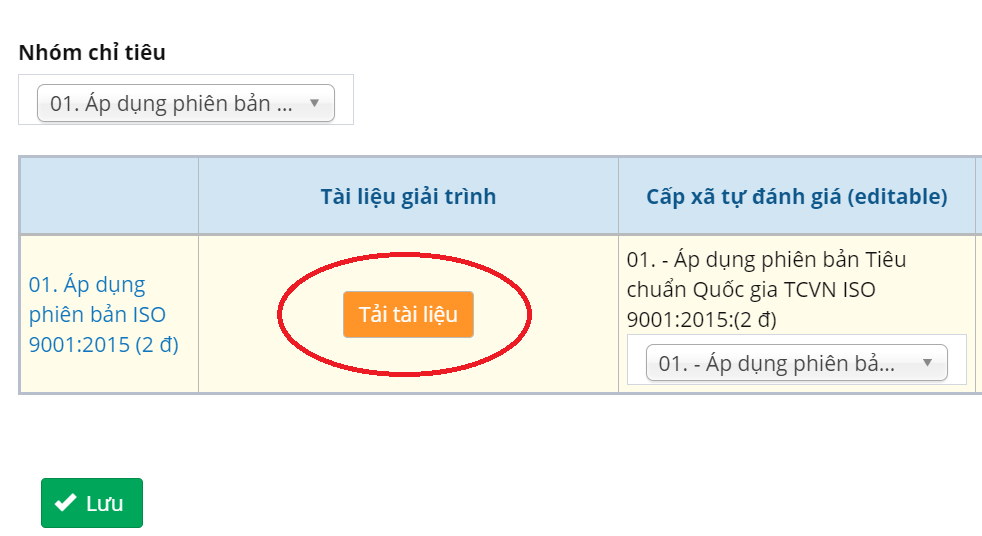 Nhóm chỉ tiêu
01. Áp dụng phiên bản ...
Tài liệu giải trình
Cấp xã tự đánh giá (editable)
01. Áp dụng
phiên bản ISO
9001:2015 (2 đ)
Tải tài liệu
01. - Áp dụng phiên bản Tiêu
chuẩn Quốc gia TCVN ISO
9001:2015:(2 đ)
01. - Áp dụng phiên bả...
Lưu